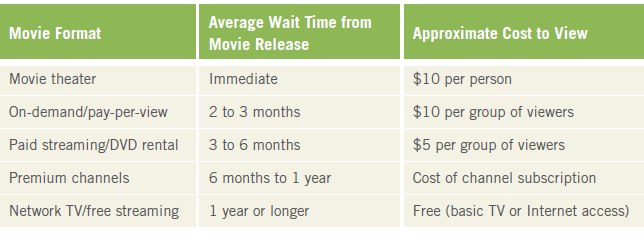 Movie Format
Average Wait Time from
Movie Release
Approximate Cost to View
Movie theater Immediate $10 per person
On-demand/pay-per-view 2 to 3 months $10 per group of viewers
Paid streaming/DVD rental 3 to 6 months $5 per group of viewers
Premium channels 6 months to 1 year Cost of channel subscription
Network TV/free streaming 1 year or longer Free (basic TV or Internet access)